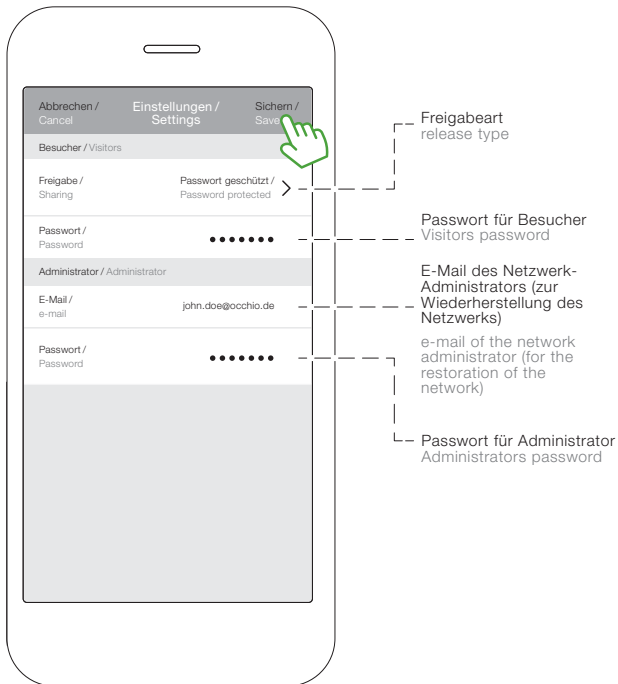 Abbrechen /
Cancel
Einstellungen /
Settings
Sichern /
Save
Besucher / Visitors
Freigabe /
Sharing
Passwort geschützt /
Password protected
Passwort /
Password
•••••••
Administrator / Administrator
E-Mail /
e-mail
john.doe@occhio.de
Passwort /
Password
•••••••
Freigabeart
release type
Passwort für Besucher
Visitors password
E-Mail des Netzwerk-
Administrators (zur
Wiederherstellung des
Netzwerks)
e-mail of the network
administrator (for the
restoration of the
network)
Passwort für Administrator
Administrators password